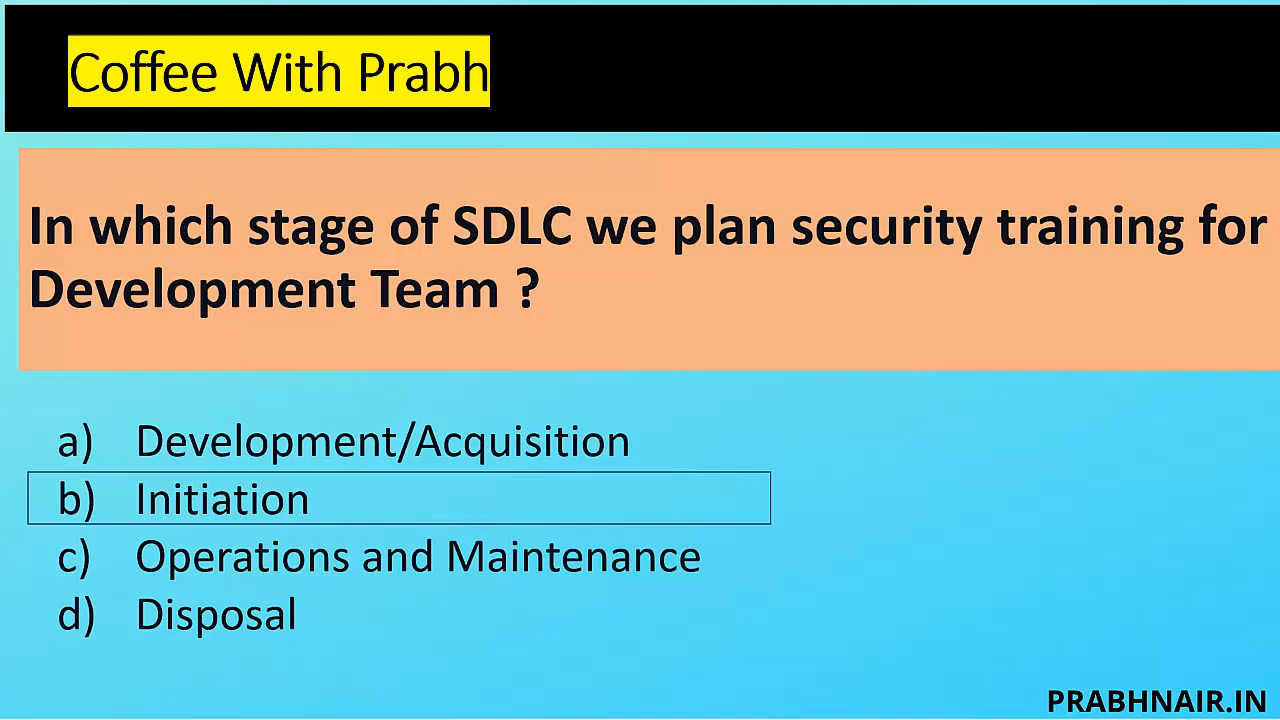 Coffee With Prabh
In which stage of SDLC we plan security training for
Development Team ?
a) Development/Acquisition
b) Initiation
c) Operations and Maintenance
d) Disposal
PRABHNAIR.IN